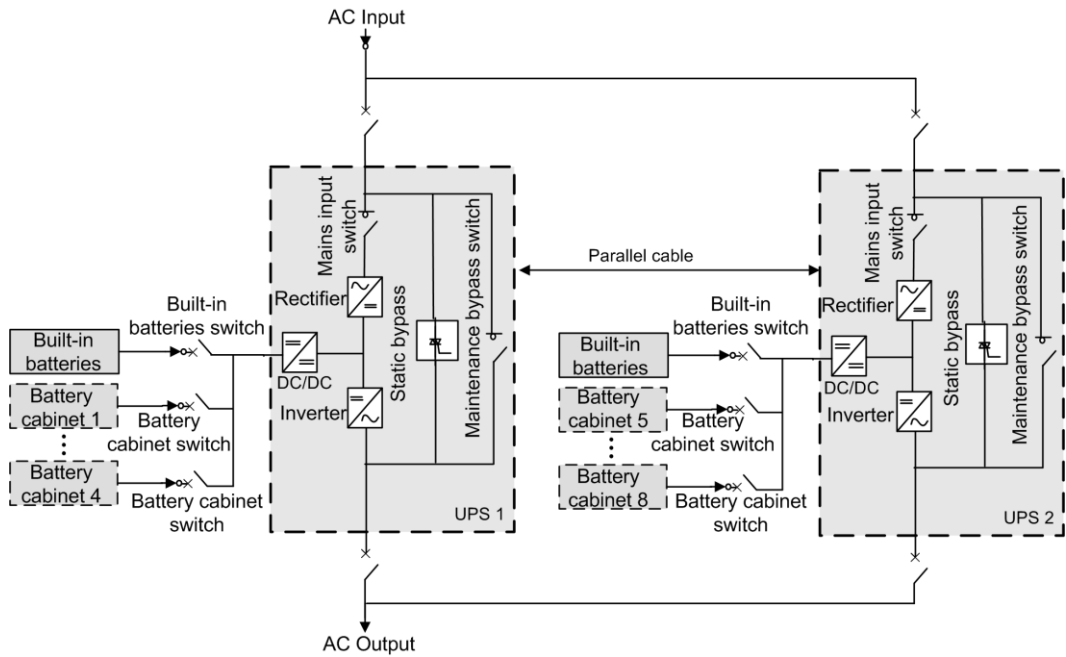 AC Input
Mains input
switch
Rectifier
Static bypass
Maintenance bypass switch
Built-in
batteries switch
Built-in
batteries
DC/DC
Inverter
Battery
cabinet 1
Battery
cabinet switch
Battery
cabinet 4
Battery cabinet
switch
UPS 1
Parallel cable
Mains input
switch
Rectifier
Static bypass
Maintenance bypass switch
Built-in
batteries switch
Built-in
batteries
DC/DC
Inverter
Battery
cabinet 5
Battery
cabinet switch
Battery
cabinet 8
Battery cabinet
switch
UPS 2
AC Output